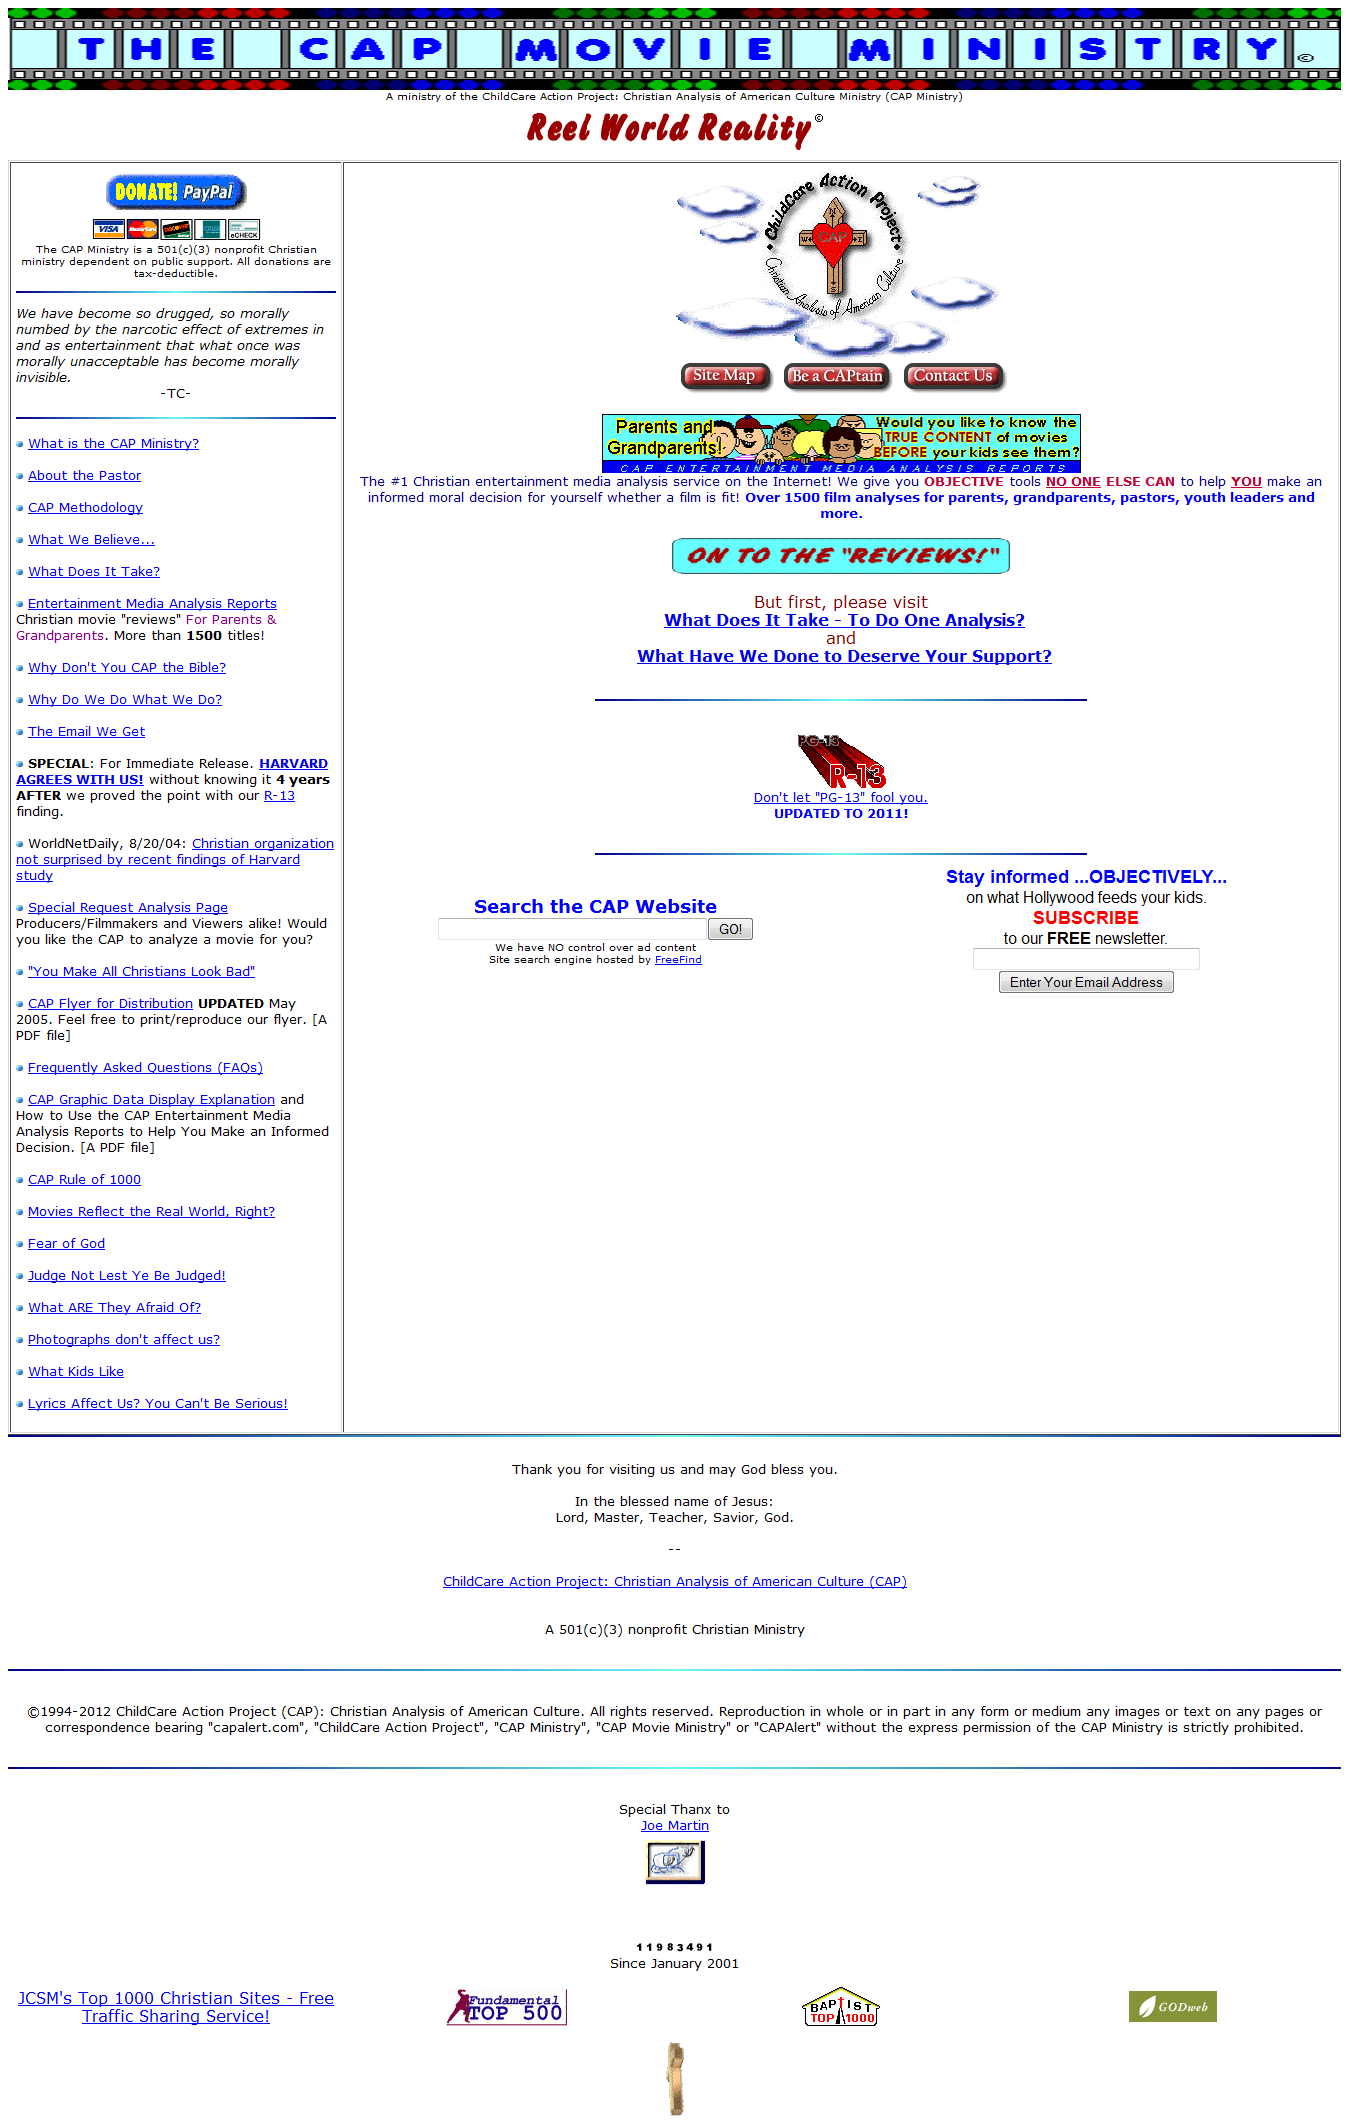 THE CAP MOVIE MINISTRY ©
A ministry of the ChildCare Action Project: Christian Analysis of American Culture Ministry (CAP Ministry)
Reel World Reality ©
DONATE! PayPal
VISA MasterCard DISCOVER eCHECK
The CAP Ministry is a 501(c)(3) nonprofit Christian
ministry dependent on public support. All donations are
tax-deductible.
We have become so drugged, so morally
numbed by the narcotic effect of extremes in
and as entertainment that what once was
morally unacceptable has become morally
invisible.
-TC-
What is the CAP Ministry?
About the Pastor
CAP Methodology
What We Believe...
What Does It Take?
Entertainment Media Analysis Reports
Christian movie "reviews" For Parents &
Grandparents. More than 1500 titles!
Why Don't You CAP the Bible?
Why Do We Do What We Do?
The Email We Get
SPECIAL: For Immediate Release. HARVARD
AGREES WITH US! without knowing it 4 years
AFTER we proved the point with our R-13
finding.
WorldNetDaily, 8/20/04: Christian organization
not surprised by recent findings of Harvard
study
Special Request Analysis Page
Producers/Filmmakers and Viewers alike! Would
you like the CAP to analyze a movie for you?
"You Make All Christians Look Bad"
CAP Flyer for Distribution UPDATED May
2005. Feel free to print/reproduce our flyer. [A
PDF file]
Frequently Asked Questions (FAQs)
CAP Graphic Data Display Explanation and
How to Use the CAP Entertainment Media
Analysis Reports to Help You Make an Informed
Decision. [A PDF file]
CAP Rule of 1000
Movies Reflect the Real World, Right?
Fear of God
Judge Not Lest Ye Be Judged!
What ARE They Afraid Of?
Photographs don't affect us?
What Kids Like
Lyrics Affect Us? You Can't Be Serious!
ChildCare Action Project:
N
W CAP E
S
Christian Analysis of American Culture
Site Map Be a CAPtain Contact Us
Parents and Grandparents!
Would you like to know the
TRUE CONTENT of movies
BEFORE your kids see them?
CAP ENTERTAINMENT MEDIA ANALYSIS REPORTS
The #1 Christian entertainment media analysis service on the Internet! We give you OBJECTIVE tools NO ONE ELSE CAN to help YOU make an
informed moral decision for yourself whether a film is fit! Over 1500 film analyses for parents, grandparents, pastors, youth leaders and
more.
ON TO THE "REVIEWS!"
But first, please visit
What Does It Take - To Do One Analysis?
and
What Have We Done to Deserve Your Support?
PG-13
R-13
Don't let "PG-13" fool you.
UPDATED TO 2011!
Search the CAP Website
GO!
We have NO control over ad content
Site search engine hosted by FreeFind
Stay informed ...OBJECTIVELY...
on what Hollywood feeds your kids.
SUBSCRIBE
to our FREE newsletter.
Enter Your Email Address
Thank you for visiting us and may God bless you.
In the blessed name of Jesus:
Lord, Master, Teacher, Savior, God.
--
ChildCare Action Project: Christian Analysis of American Culture (CAP)
A 501(c)(3) nonprofit Christian Ministry
©1994-2012 ChildCare Action Project (CAP): Christian Analysis of American Culture. All rights reserved. Reproduction in whole or in part in any form or medium any images or text on any pages or
correspondence bearing "capalert.com", "ChildCare Action Project", "CAP Ministry", "CAP Movie Ministry" or "CAPAlert" without the express permission of the CAP Ministry is strictly prohibited.
Special Thanx to
Joe Martin
11983491
Since January 2001
JCSM's Top 1000 Christian Sites - Free
Traffic Sharing Service!
Fundamental
TOP 500
BAPTIST
TOP 1000
GODweb